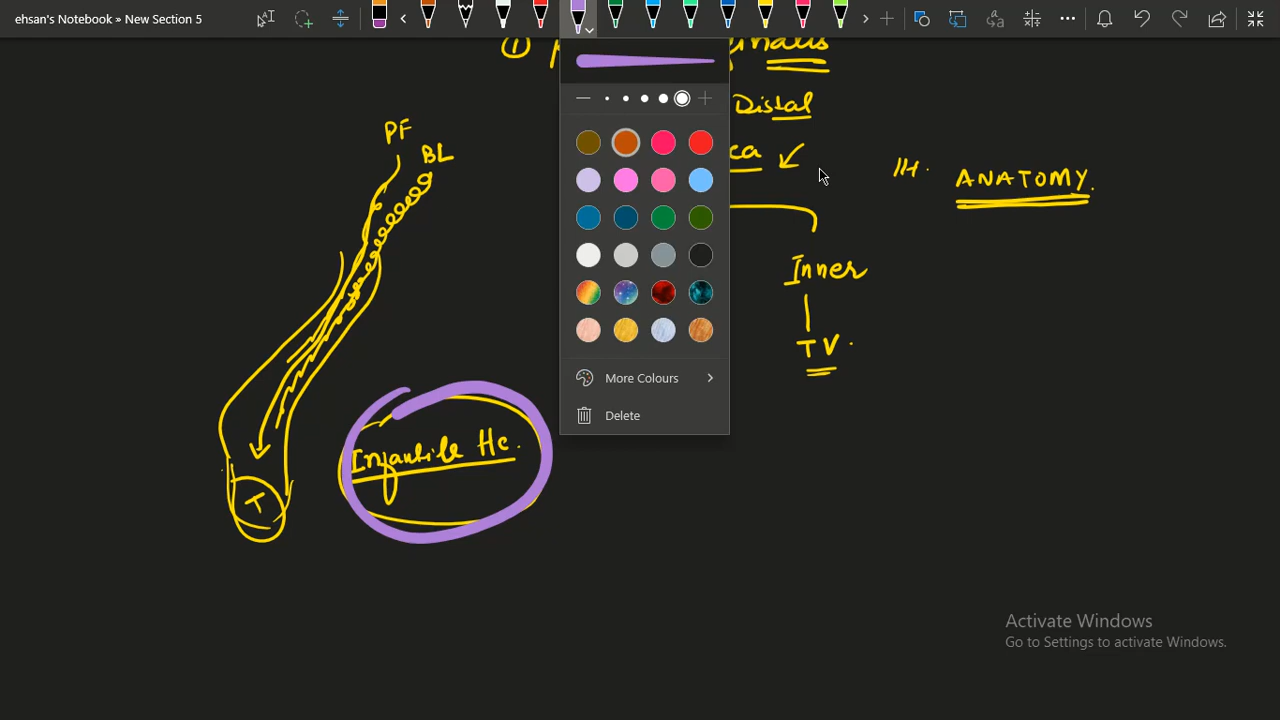 ehsan's Notebook » New Section 5
Distal
PF
BL
ANATOMY.
Inner
TV.
More Colours
Delete
Infantile Hc.
T
Activate Windows
Go to Settings to activate Windows.